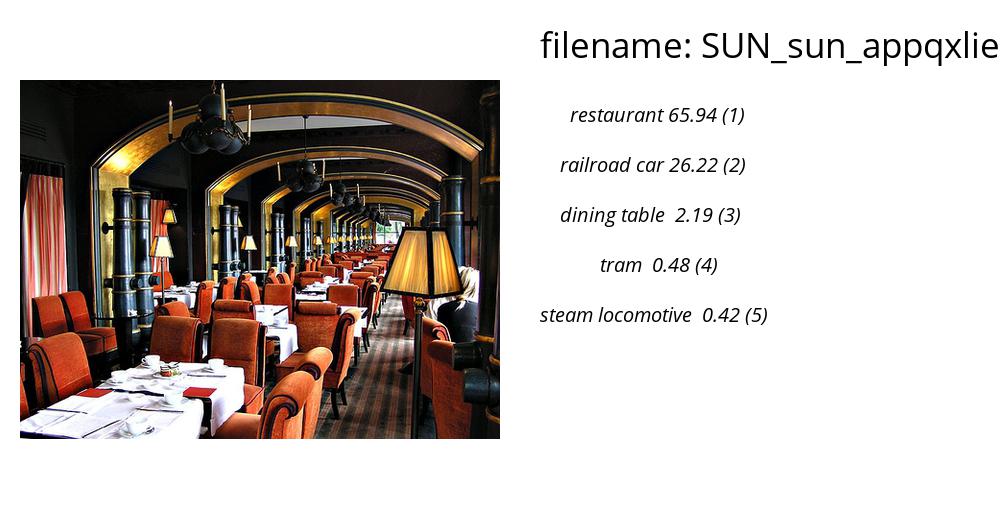 filename: SUN_sun_appqxlie
restaurant 65.94 (1)
railroad car 26.22 (2)
dining table 2.19 (3)
tram 0.48 (4)
steam locomotive 0.42 (5)